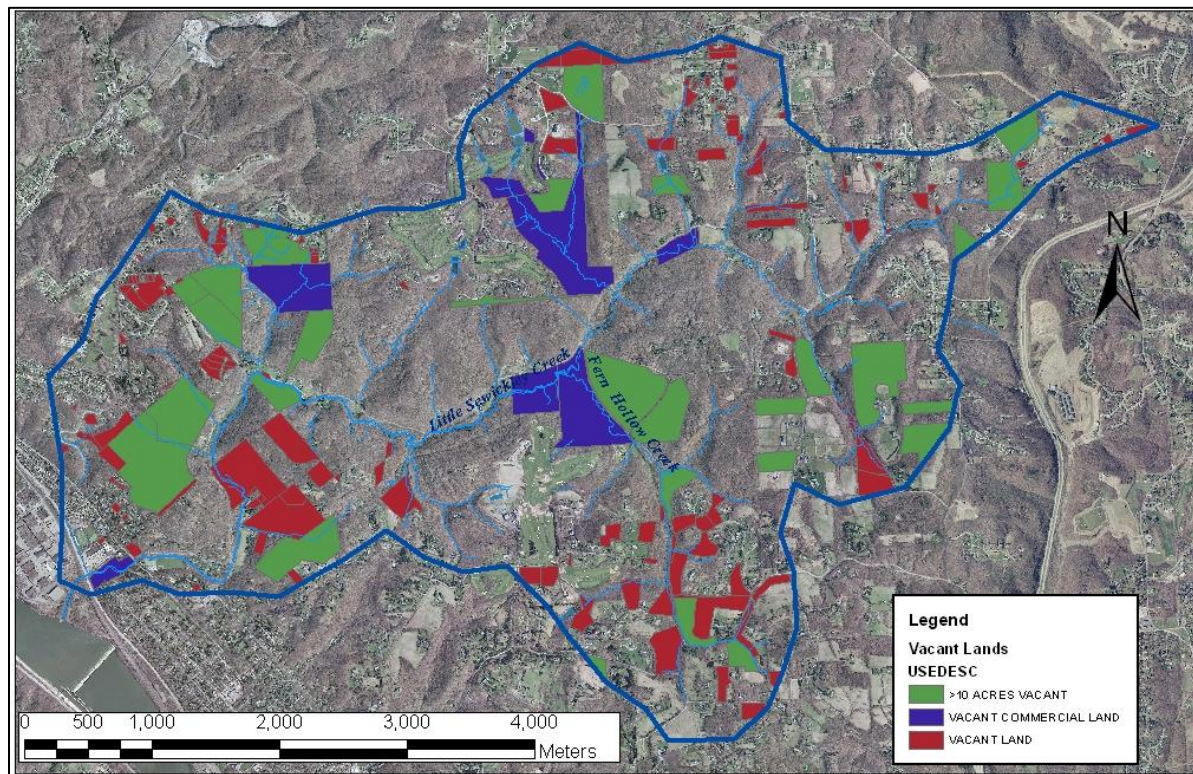 N
Little Sewickley Creek
Fern Hollow Creek
Legend
Vacant Lands
USEDESC
>10 ACRES VACANT
VACANT COMMERCIAL LAND
VACANT LAND
0 500 1,000 2,000 3,000 4,000
Meters